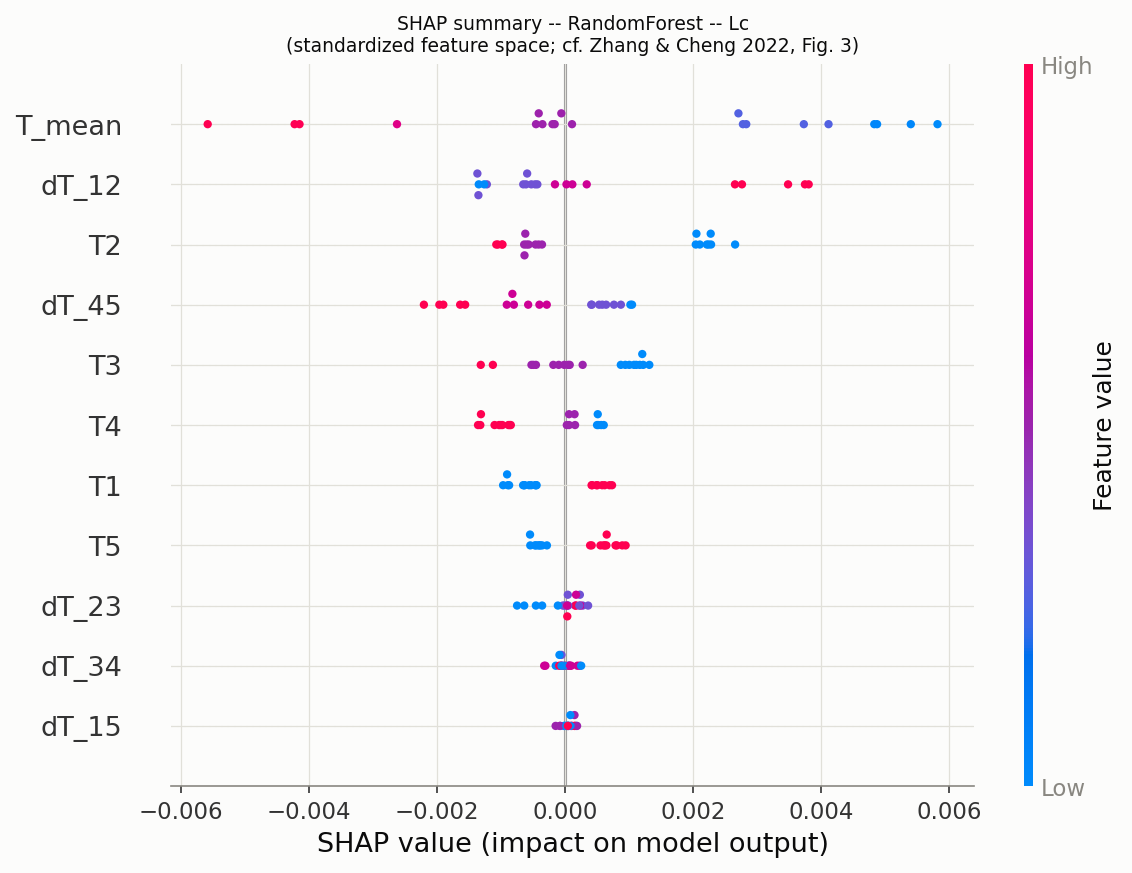 SHAP summary -- RandomForest -- Lc
(standardized feature space; cf. Zhang & Cheng 2022, Fig. 3)
High
T_mean
dT_12
T2
dT_45
T3
T4
T1
T5
dT_23
dT_34
dT_15
Feature value
Low
−0.006 −0.004 −0.002 0.000 0.002 0.004 0.006
SHAP value (impact on model output)